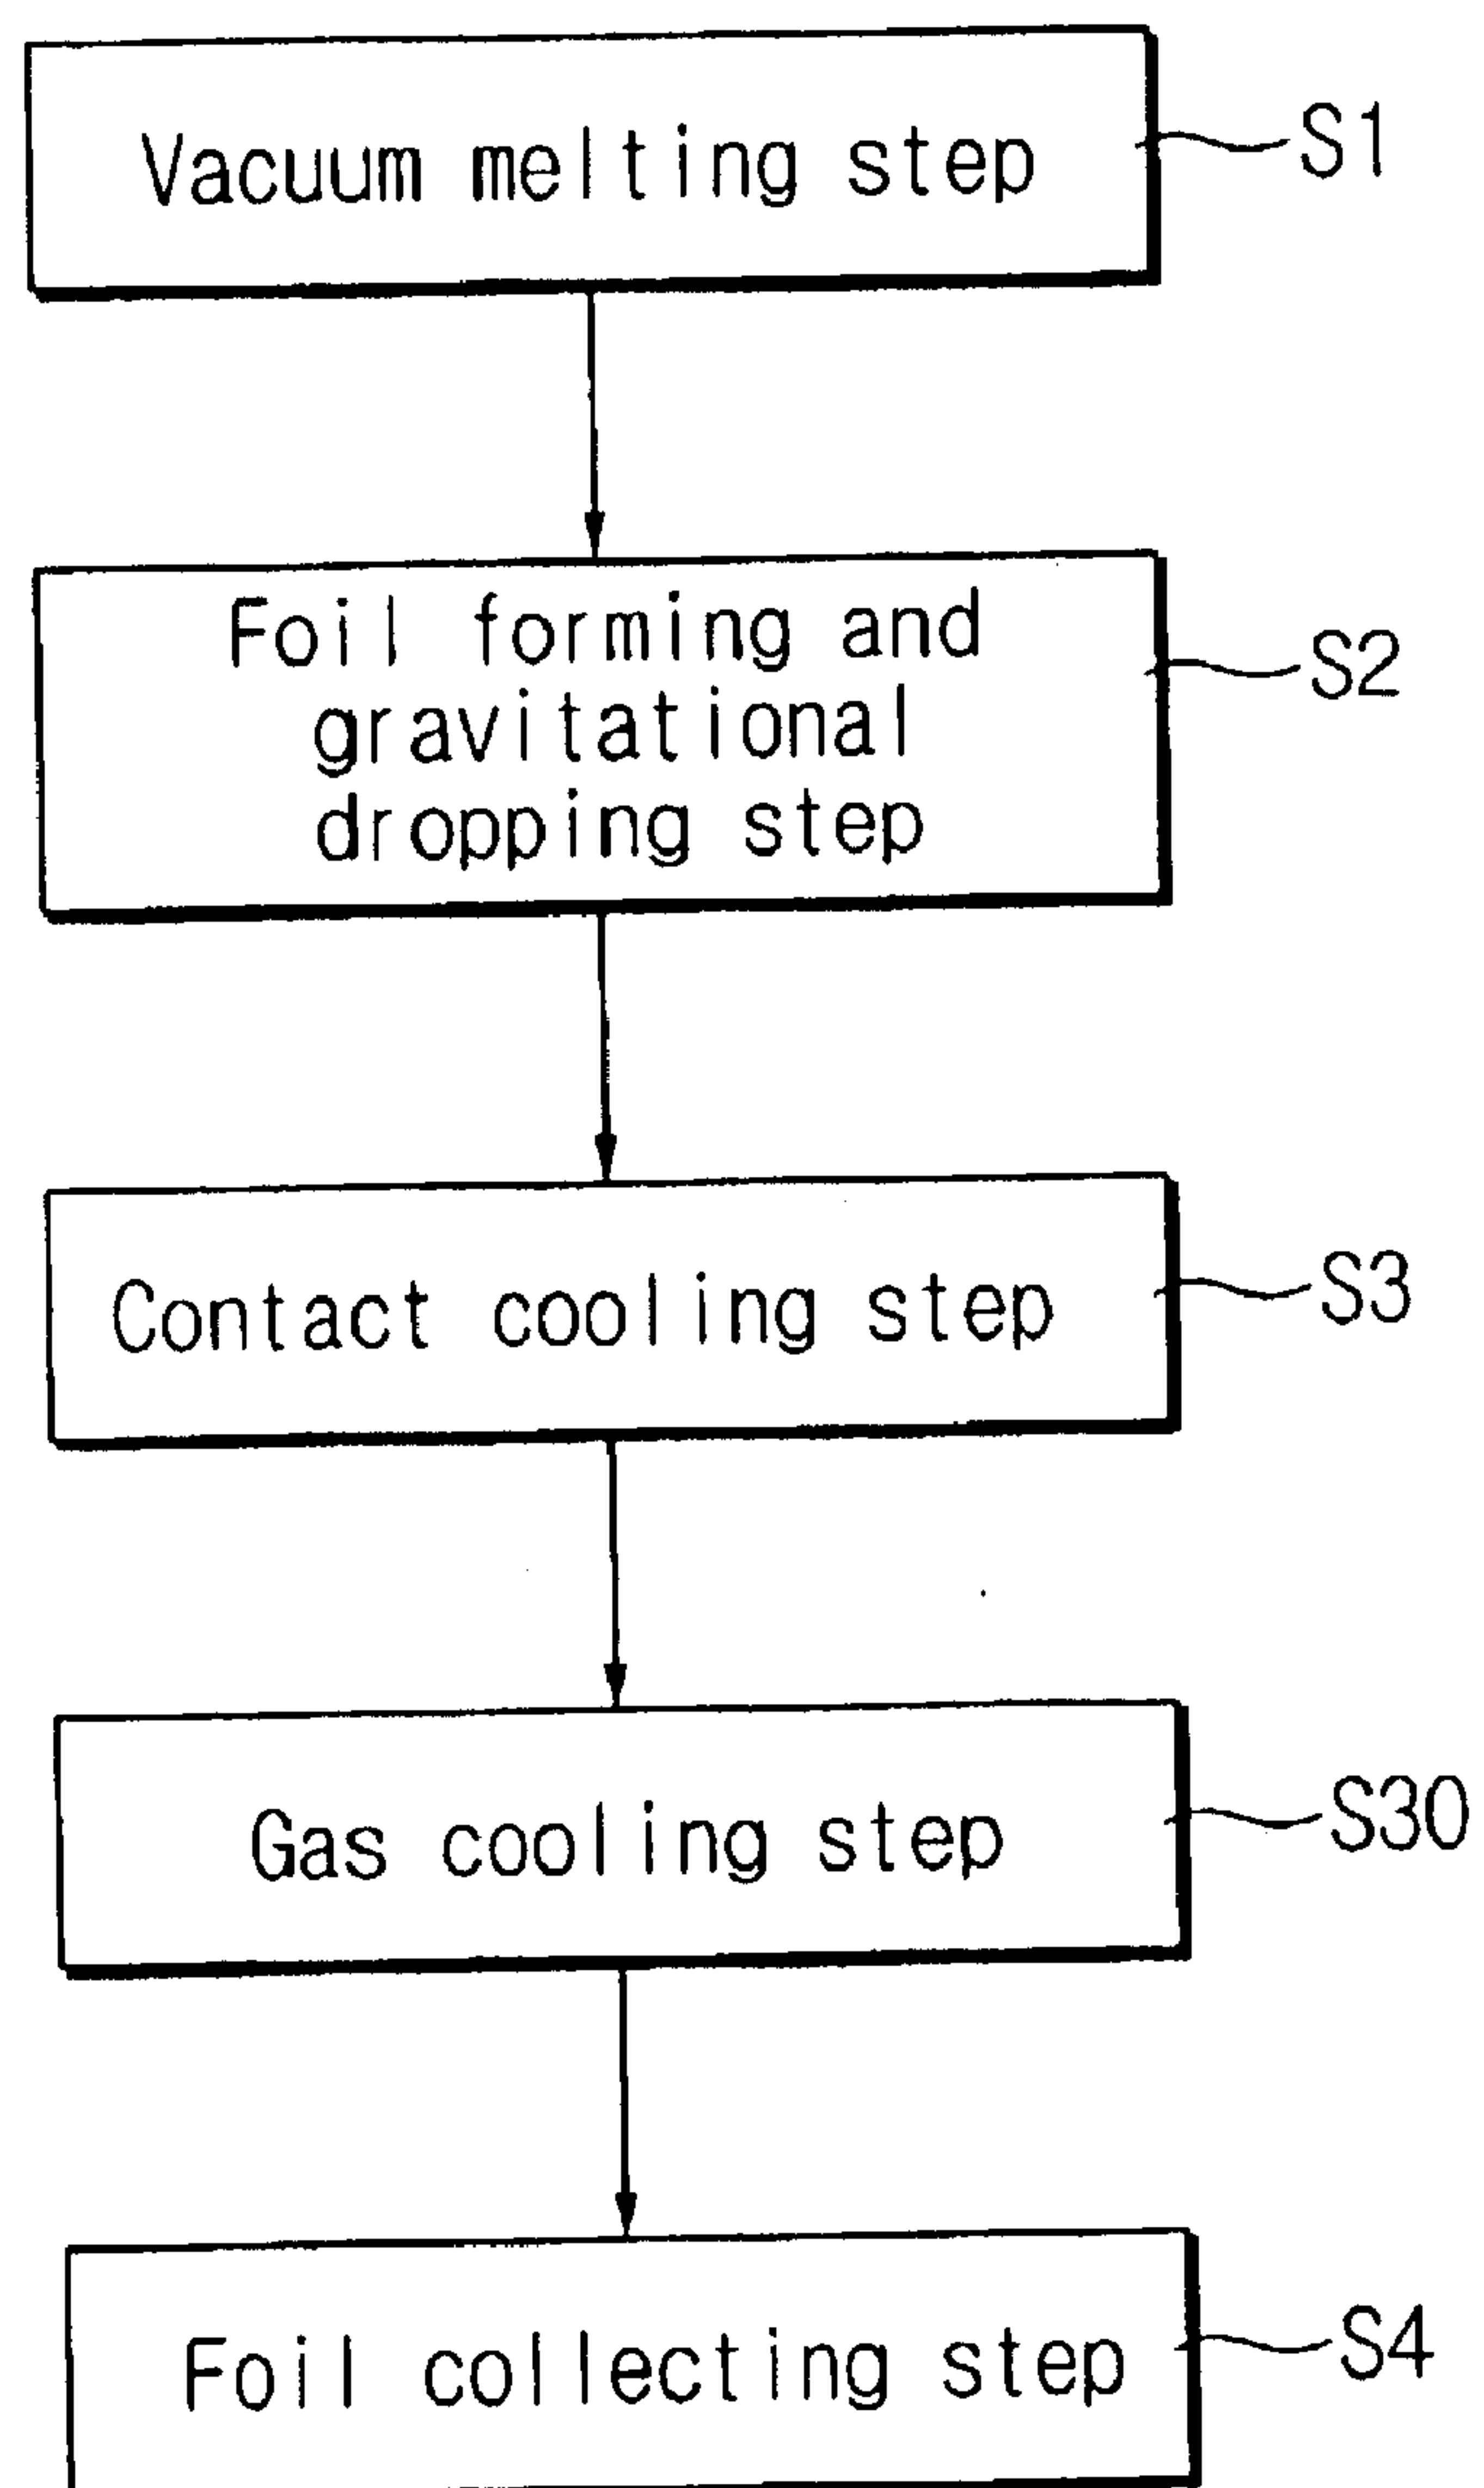 Vacuum melting step
S1
Foil forming and
gravitational
dropping step
S2
Contact cooling step
S3
Gas cooling step
S30
Foil collecting step
S4